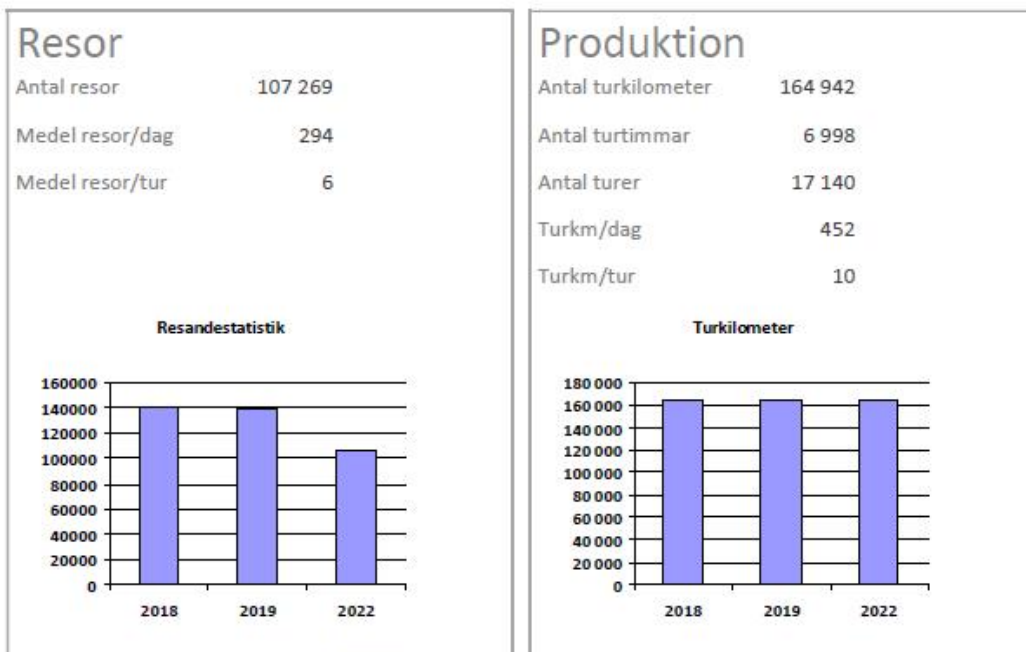 Resor
Antal resor 107 269
Medel resor/dag 294
Medel resor/tur 6
Resandestatistik
160000
140000
120000
100000
80000
60000
40000
20000
0
2018 2019 2022
Produktion
Antal turkilometer 164 942
Antal turtimmar 6 998
Antal turer 17 140
Turkm/dag 452
Turkm/tur 10
Turkilometer
180 000
160 000
140 000
120 000
100 000
80 000
60 000
40 000
20 000
0
2018 2019 2022